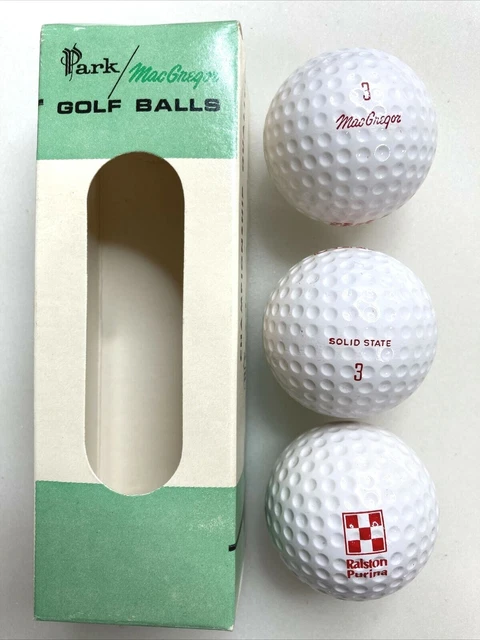 Park/MacGregor
GOLF BALLS
3
MacGregor
SOLID STATE
3
Ralston
Purina